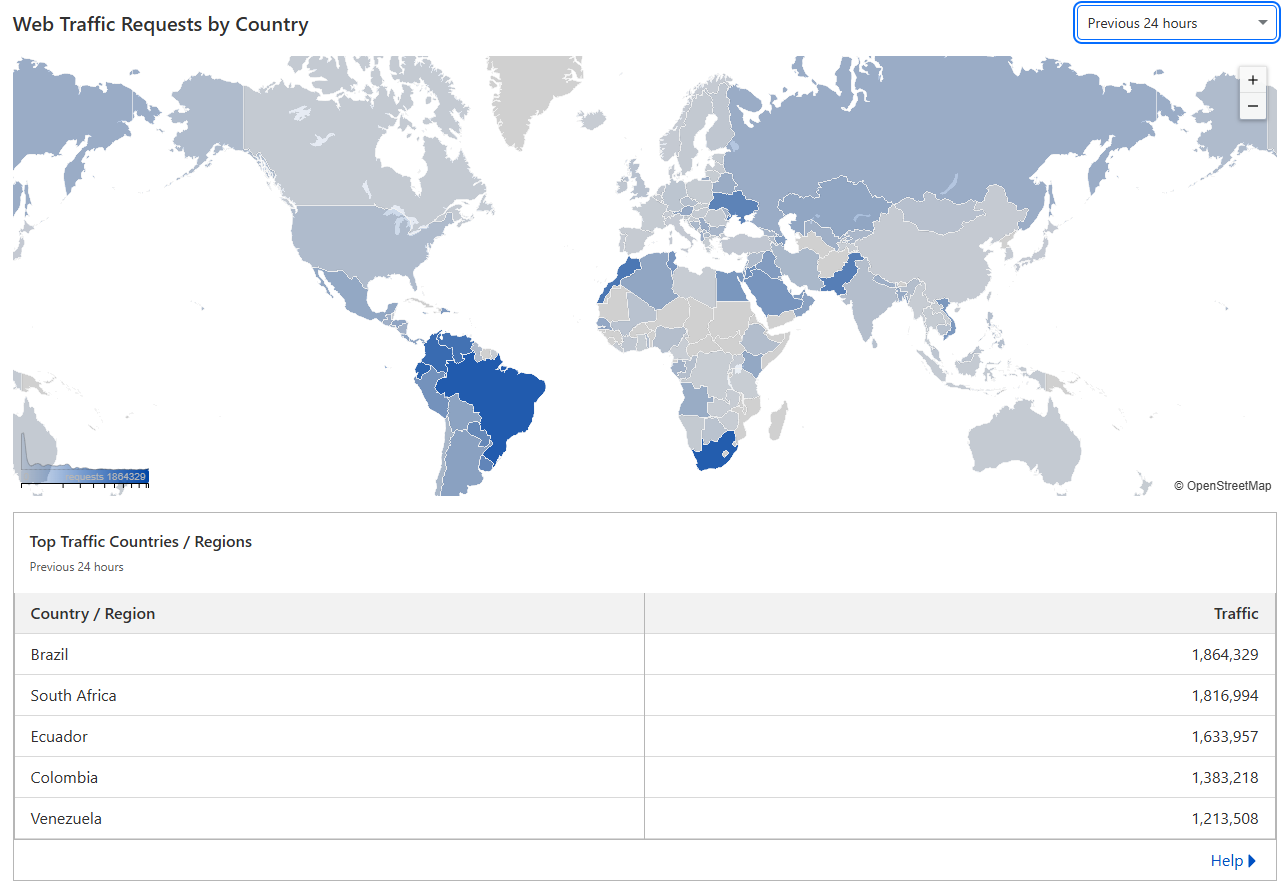 Web Traffic Requests by Country
Previous 24 hours
+
−
requests 1864329
© OpenStreetMap
Top Traffic Countries / Regions
Previous 24 hours
Country / Region Traffic
Brazil 1,864,329
South Africa 1,816,994
Ecuador 1,633,957
Colombia 1,383,218
Venezuela 1,213,508
Help